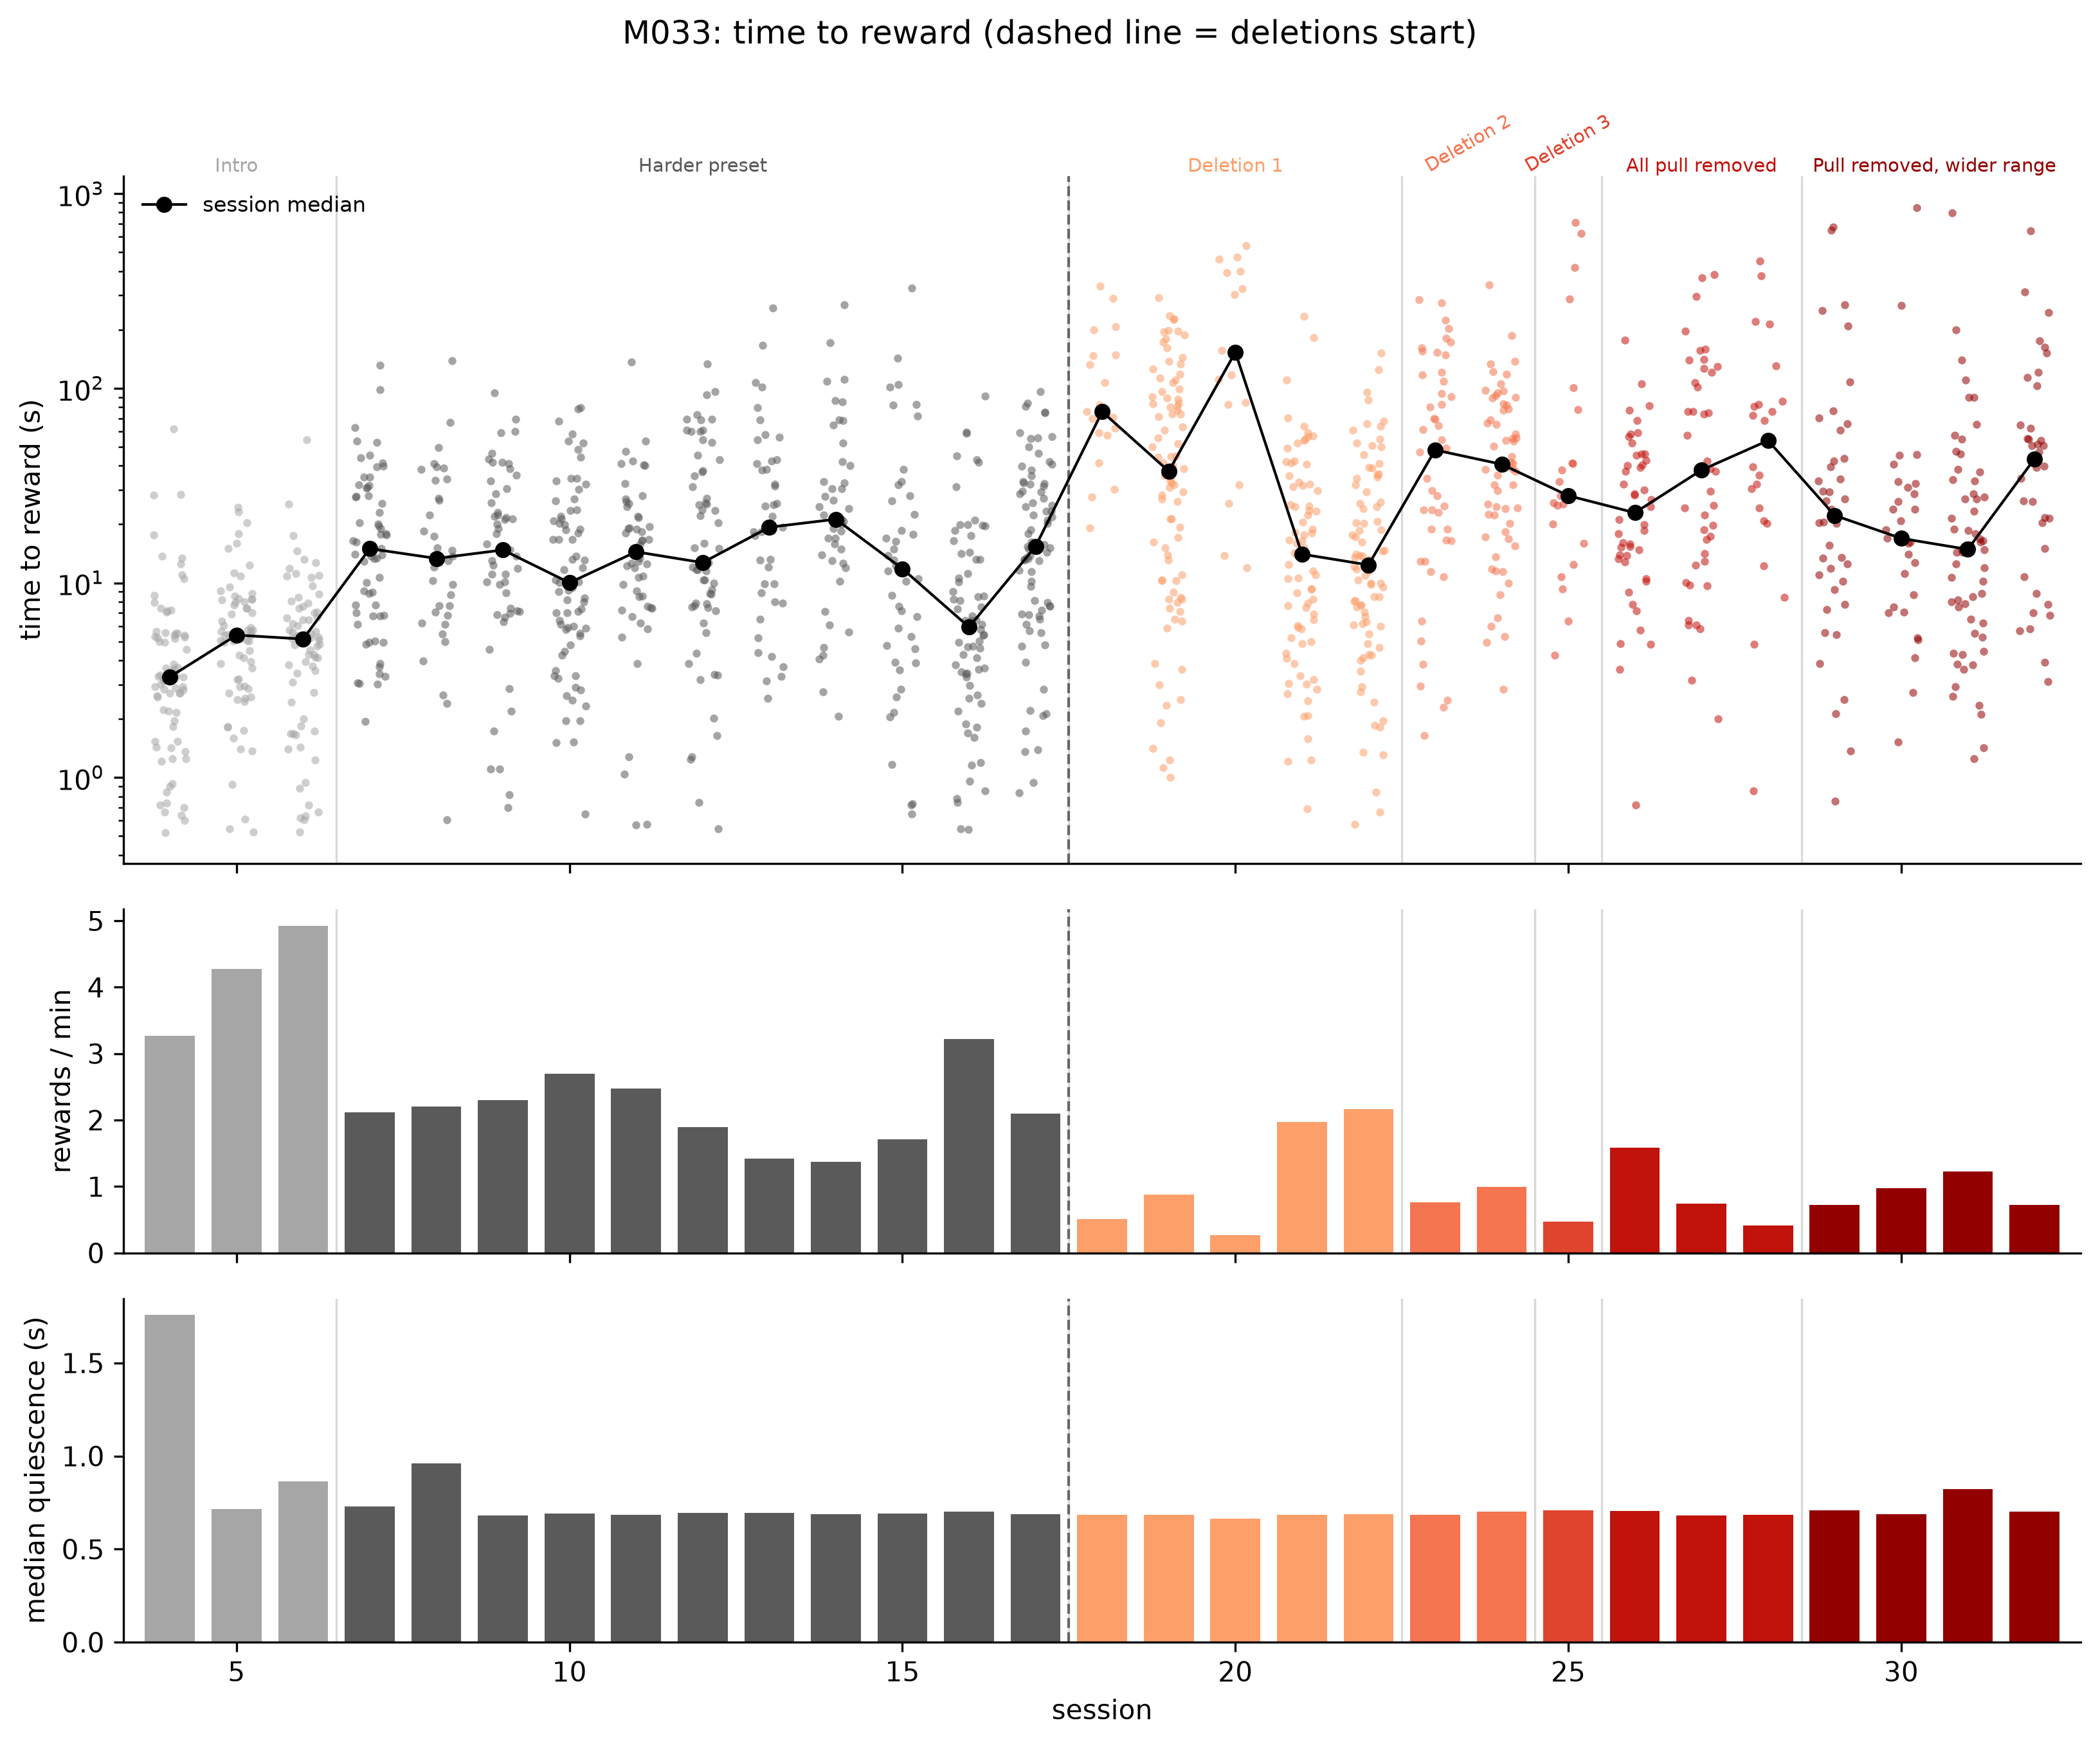 M033: time to reward (dashed line = deletions start)
Intro
Harder preset
Deletion 1
Deletion 2
Deletion 3
All pull removed
Pull removed, wider range
session median
time to reward (s)
10³
10²
10¹
10⁰
rewards / min
5
4
3
2
1
0
median quiescence (s)
1.5
1.0
0.5
0.0
5
10
15
20
25
30
session